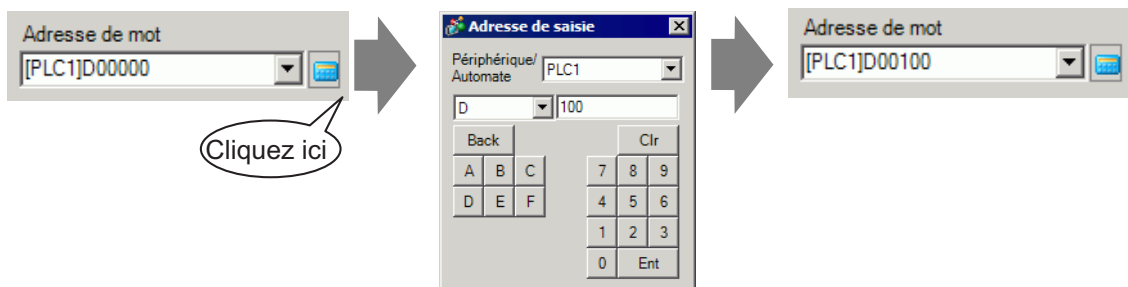 Adresse de mot
[PLC1]D00000
Cliquez ici
Adresse de saisie
Périphérique/
Automate
PLC1
D
100
Back
Clr
A B C 7 8 9
D E F 4 5 6
1 2 3
0 Ent
Adresse de mot
[PLC1]D00100